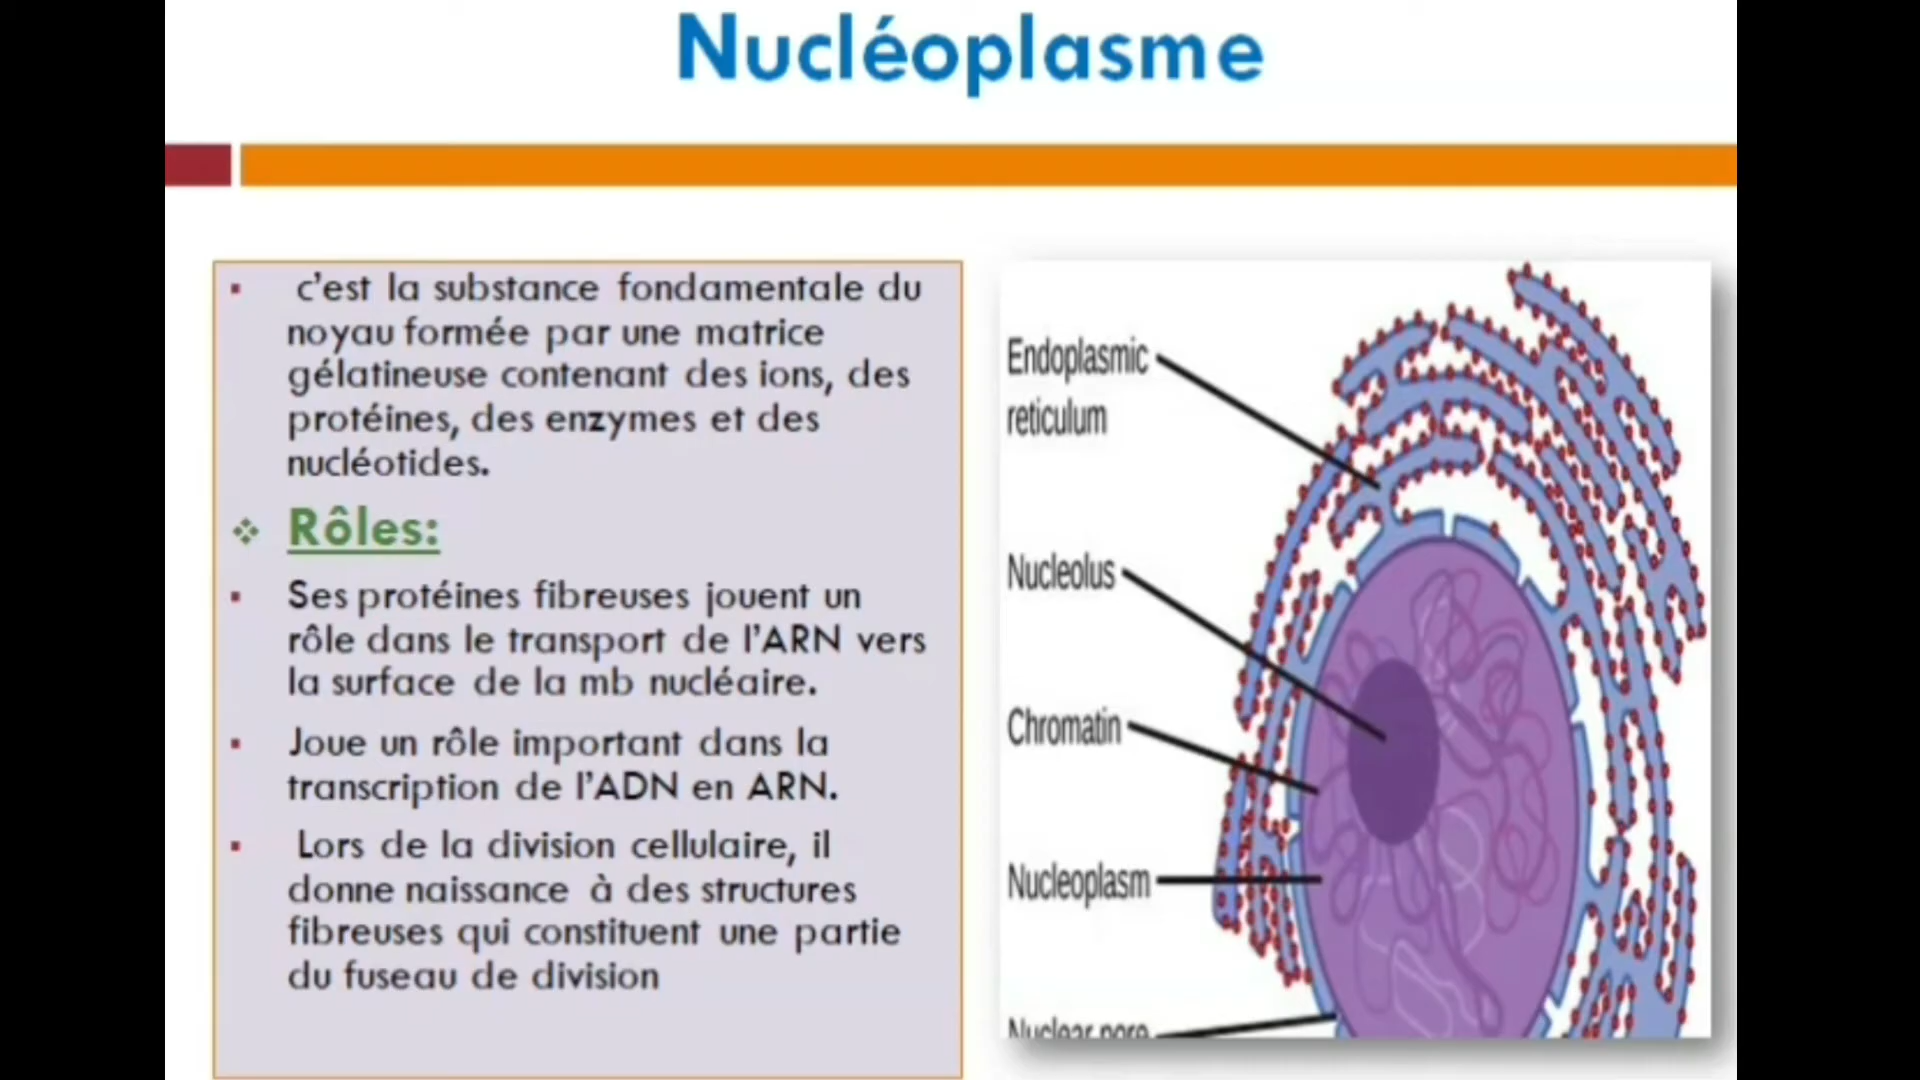 Nucléoplasme
▪ c’est la substance fondamentale du
noyau formée par une matrice
gélatineuse contenant des ions, des
protéines, des enzymes et des
nucléotides.
❖ Rôles:
▪ Ses protéines fibreuses jouent un
rôle dans le transport de l’ARN vers
la surface de la mb nucléaire.
▪ Joue un rôle important dans la
transcription de l’ADN en ARN.
▪ Lors de la division cellulaire, il
donne naissance à des structures
fibreuses qui constituent une partie
du fuseau de division
Endoplasmic
reticulum
Nucleolus
Chromatin
Nucleoplasm
Nuclear pore